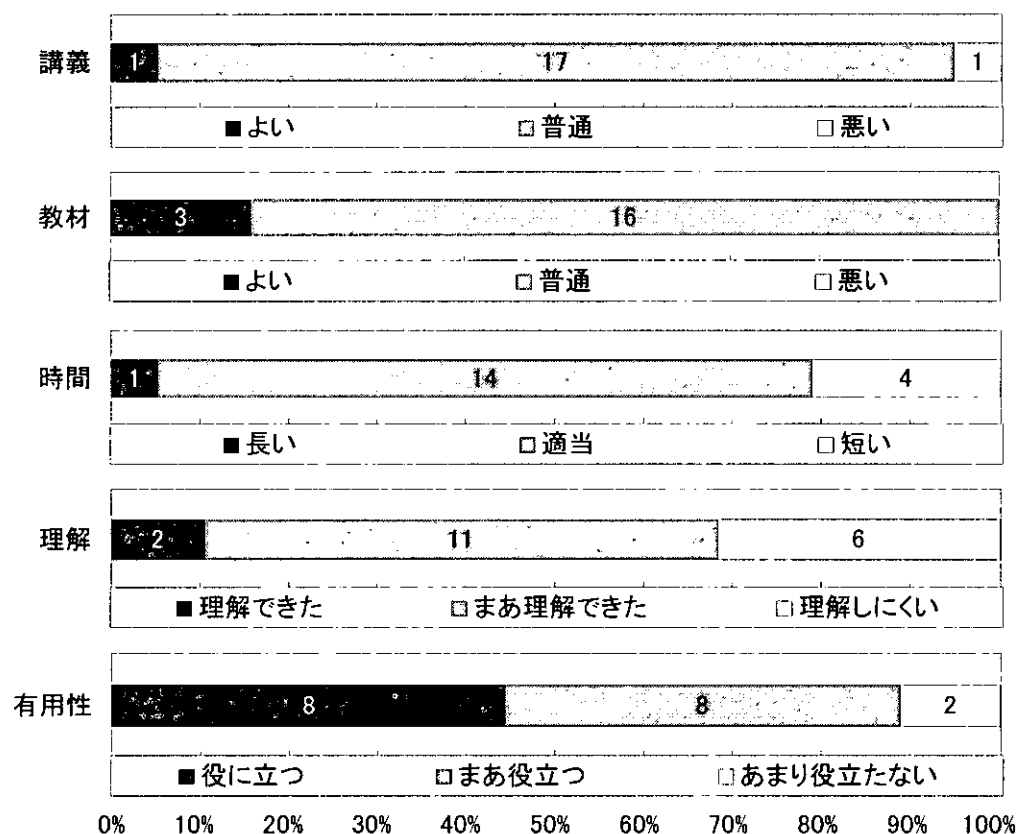 講義 1 17 1
■よい □普通 □悪い
教材 3 16
■よい □普通 □悪い
時間 1 14 4
■長い □適当 □短い
理解 2 11 6
■理解できた □まあ理解できた □理解しにくい
有用性 8 8 2
■役に立つ □まあ役立つ □あまり役立たない
0% 10% 20% 30% 40% 50% 60% 70% 80% 90% 100%